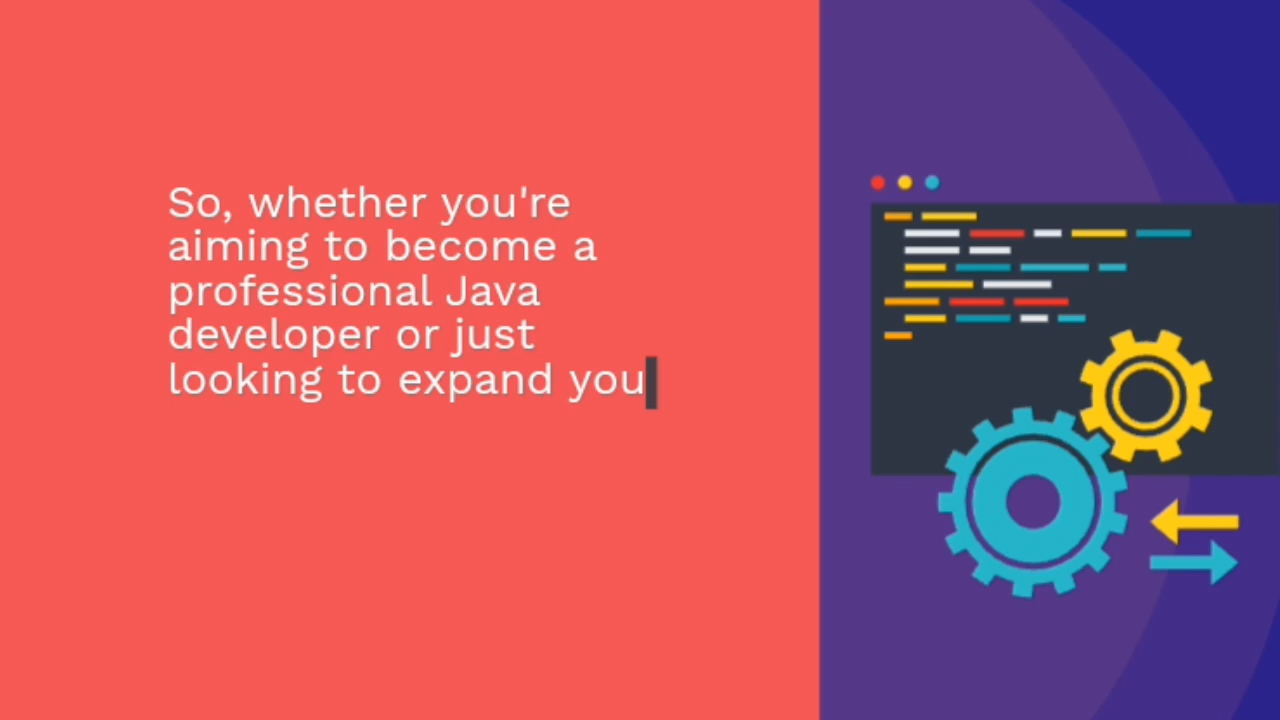 So, whether you're
aiming to become a
professional Java
developer or just
looking to expand you